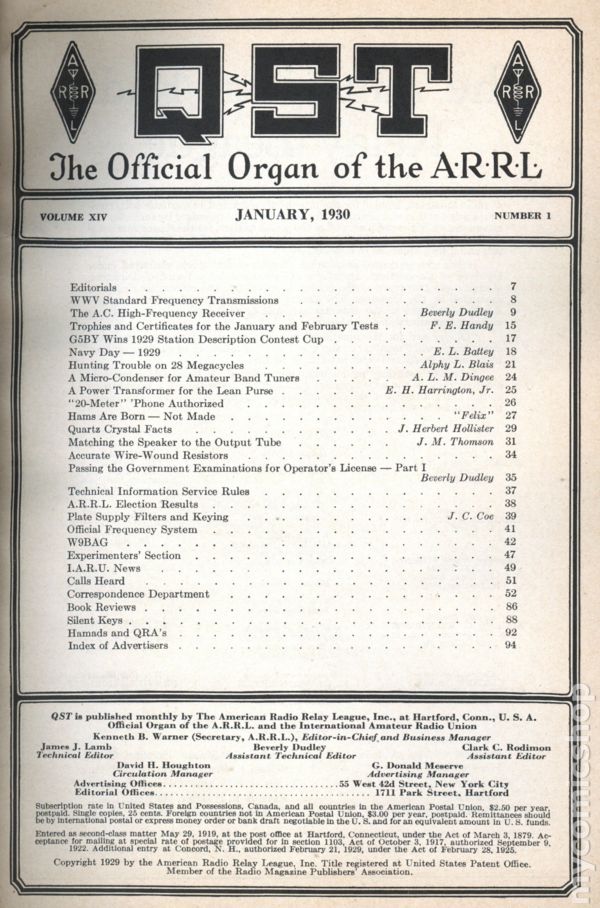 A
R R
L
QST
A
R R
L
The Official Organ of the A·R·R·L·
VOLUME XIV JANUARY, 1930 NUMBER 1
Editorials . . . . . . . . . . . . . . . 7
WWV Standard Frequency Transmissions . . . . . . . . . 8
The A.C. High-Frequency Receiver . . . . . . Beverly Dudley 9
Trophies and Certificates for the January and February Tests . . F. E. Handy 15
G5BY Wins 1929 Station Description Contest Cup . . . . . . . . 17
Navy Day — 1929 . . . . . . . . . . E. L. Battey 18
Hunting Trouble on 28 Megacycles . . . . . . Alphy L. Blais 21
A Micro-Condenser for Amateur Band Tuners . . . . A. L. M. Dingee 24
A Power Transformer for the Lean Purse . . . . E. H. Harrington, Jr. 25
"20-Meter" 'Phone Authorized . . . . . . . . . . . 26
Hams Are Born — Not Made . . . . . . . . "Felix" 27
Quartz Crystal Facts . . . . . . . . J. Herbert Hollister 29
Matching the Speaker to the Output Tube . . . . . J. M. Thomson 31
Accurate Wire-Wound Resistors . . . . . . . . . . 34
Passing the Government Examinations for Operator's License — Part I
Beverly Dudley 35
Technical Information Service Rules . . . . . . . . . . 37
A.R.R.L. Election Results . . . . . . . . . . . . 38
Plate Supply Filters and Keying . . . . . . . J. C. Coe 39
Official Frequency System . . . . . . . . . . . . 41
W9BAG . . . . . . . . . . . . . . . 42
Experimenters' Section . . . . . . . . . . . . 47
I.A.R.U. News . . . . . . . . . . . . . . 49
Calls Heard . . . . . . . . . . . . . . 51
Correspondence Department . . . . . . . . . . . 52
Book Reviews . . . . . . . . . . . . . . 86
Silent Keys . . . . . . . . . . . . . . . 88
Hamads and QRA's . . . . . . . . . . . . . 92
Index of Advertisers . . . . . . . . . . . . . 94
QST is published monthly by The American Radio Relay League, Inc., at Hartford, Conn., U. S. A.
Official Organ of the A.R.R.L. and the International Amateur Radio Union
Kenneth B. Warner (Secretary, A.R.R.L.), Editor-in-Chief and Business Manager
James J. Lamb Beverly Dudley Clark C. Rodimon
Technical Editor Assistant Technical Editor Assistant Editor
David H. Houghton G. Donald Meserve
Circulation Manager Advertising Manager
Advertising Offices.......................................55 West 42d Street, New York City
Editorial Offices...............................................1711 Park Street, Hartford
Subscription rate in United States and Possessions, Canada, and all countries in the American Postal Union, $2.50 per year,
postpaid. Single copies, 25 cents. Foreign countries not in American Postal Union, $3.00 per year, postpaid. Remittances should
be by international postal or express money order or bank draft negotiable in the U. S. and for an equivalent amount in U. S. funds.
Entered as second-class matter May 29, 1919, at the post office at Hartford, Connecticut, under the Act of March 3, 1879. Ac-
ceptance for mailing at special rate of postage provided for in section 1103, Act of October 3, 1917, authorized September 9,
1922. Additional entry at Concord, N. H., authorized February 21, 1929, under the Act of February 28, 1925.
Copyright 1929 by the American Radio Relay League, Inc. Title registered at United States Patent Office.
Member of the Radio Magazine Publishers' Association.
mycomicshop